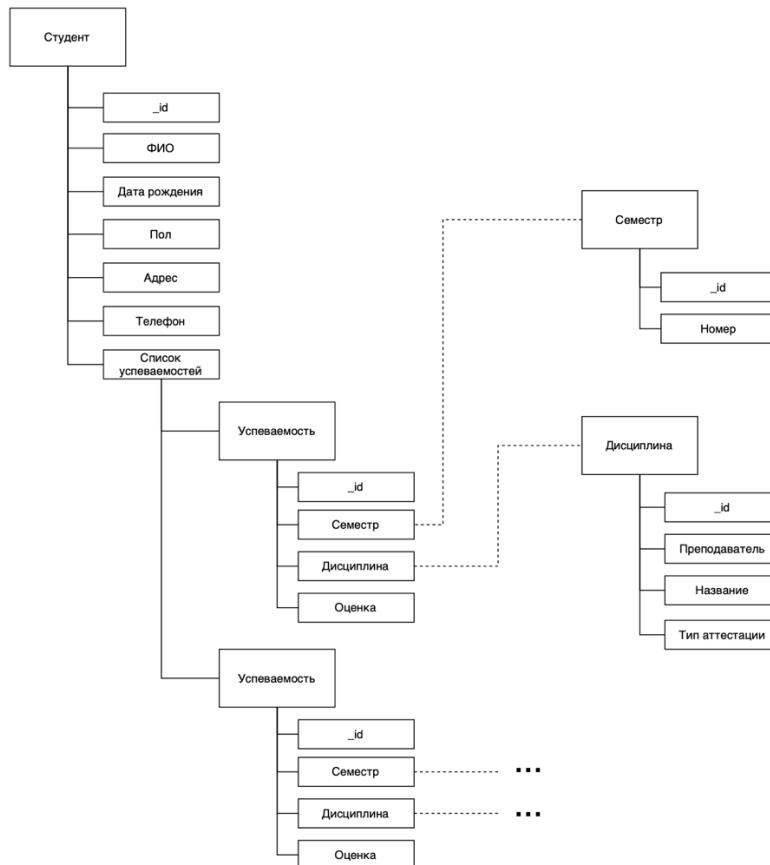 Студент
_id
ФИО
Дата рождения
Пол
Адрес
Телефон
Список
успеваемостей
Успеваемость
_id
Семестр
Дисциплина
Оценка
Успеваемость
_id
Семестр
...
Дисциплина
...
Оценка
Семестр
_id
Номер
Дисциплина
_id
Преподаватель
Название
Тип аттестации